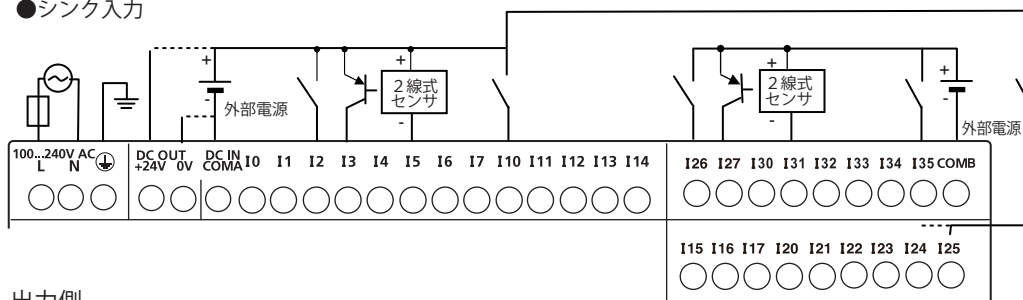 ●シンク入力
+
-
外部電源
+
2線式
センサ
-
+
2線式
センサ
-
+
-
外部電源
100...240V AC
L N
DC OUT
+24V 0V
DC IN
COMA
I0 I1 I2 I3 I4 I5 I6 I7 I10 I11 I12 I13 I14
I26 I27 I30 I31 I32 I33 I34 I35 COMB
I15 I16 I17 I20 I21 I22 I23 I24 I25
出力側